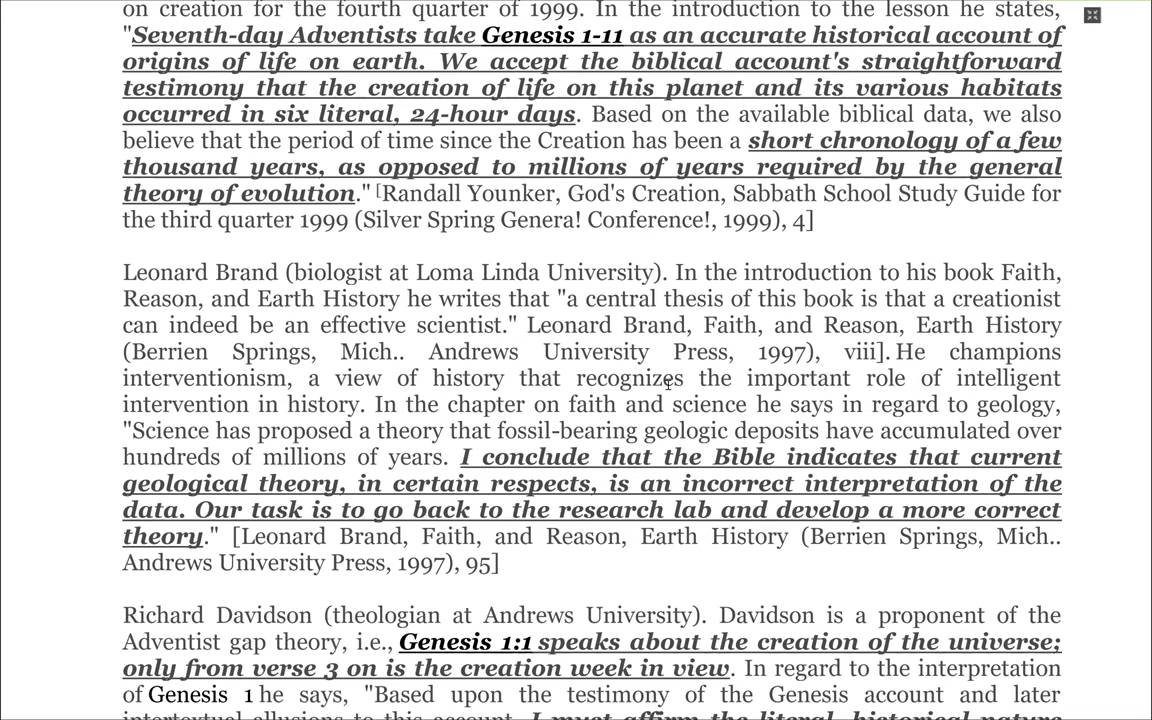 on creation for the fourth quarter of 1999. In the introduction to the lesson he states,
"Seventh-day Adventists take Genesis 1-11 as an accurate historical account of
origins of life on earth. We accept the biblical account's straightforward
testimony that the creation of life on this planet and its various habitats
occurred in six literal, 24-hour days. Based on the available biblical data, we also
believe that the period of time since the Creation has been a short chronology of a few
thousand years, as opposed to millions of years required by the general
theory of evolution." [Randall Younker, God's Creation, Sabbath School Study Guide for
the third quarter 1999 (Silver Spring Genera! Conference!, 1999), 4]
Leonard Brand (biologist at Loma Linda University). In the introduction to his book Faith,
Reason, and Earth History he writes that "a central thesis of this book is that a creationist
can indeed be an effective scientist." Leonard Brand, Faith, and Reason, Earth History
(Berrien Springs, Mich.. Andrews University Press, 1997), viii]. He champions
interventionism, a view of history that recognizes the important role of intelligent
intervention in history. In the chapter on faith and science he says in regard to geology,
"Science has proposed a theory that fossil-bearing geologic deposits have accumulated over
hundreds of millions of years. I conclude that the Bible indicates that current
geological theory, in certain respects, is an incorrect interpretation of the
data. Our task is to go back to the research lab and develop a more correct
theory." [Leonard Brand, Faith, and Reason, Earth History (Berrien Springs, Mich..
Andrews University Press, 1997), 95]
Richard Davidson (theologian at Andrews University). Davidson is a proponent of the
Adventist gap theory, i.e., Genesis 1:1 speaks about the creation of the universe;
only from verse 3 on is the creation week in view. In regard to the interpretation
of Genesis 1 he says, "Based upon the testimony of the Genesis account and later
intertextual allusions to this account, I must affirm the literal, historical nature